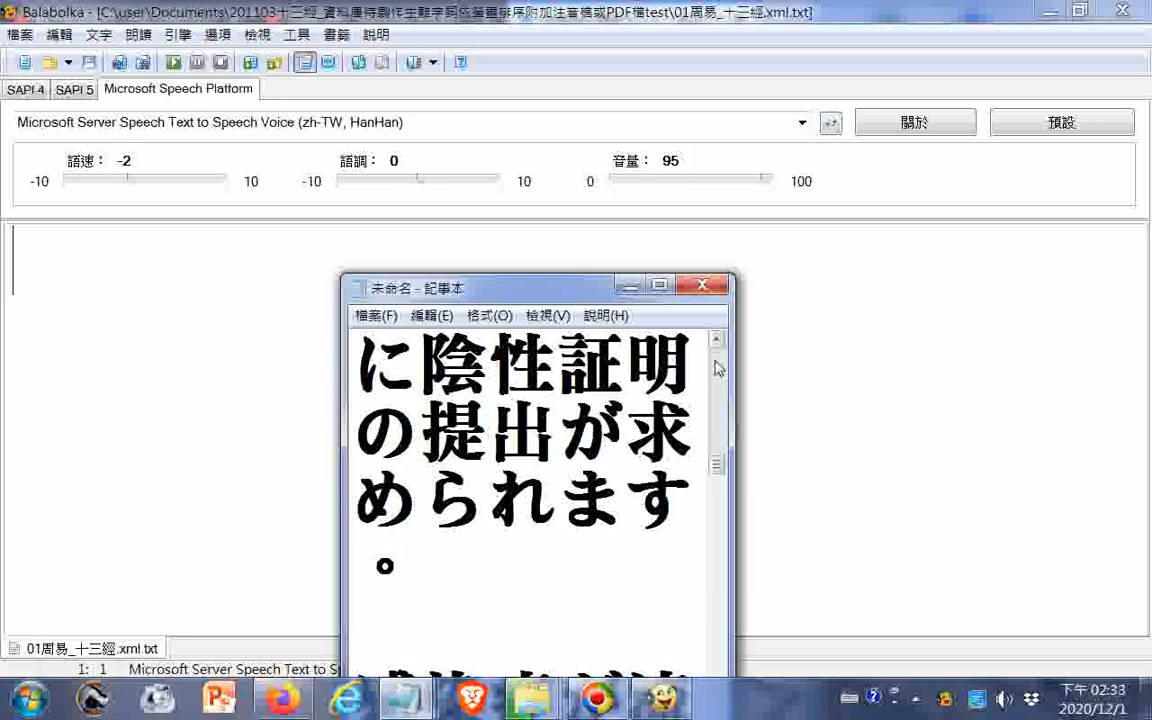 Balabolka - [C:\user\Documents\201103十三經_資料庫待製作生難字詞依筆畫排序附加注音檔或PDF檔test\01周易_十三經.xml.txt]
檔案 編輯 文字 朗讀 引擎 選項 檢視 工具 書籤 說明
SAPI 4 SAPI 5 Microsoft Speech Platform
Microsoft Server Speech Text to Speech Voice (zh-TW, HanHan) 關於 預設
語速： -2 語調： 0 音量： 95
-10 10 -10 10 0 100
未命名 - 記事本
檔案(F) 編輯(E) 格式(O) 檢視(V) 說明(H)
に陰性証明
の提出が求
められます
。
01周易_十三經.xml.txt
1: 1 Microsoft Server Speech Text to S
下午 02:33
2020/12/1